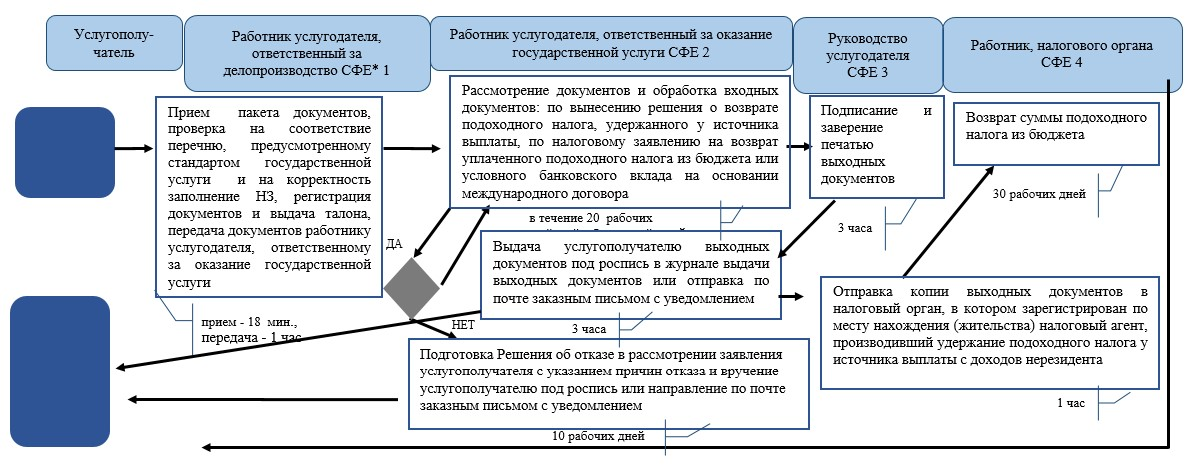 Услугополу-
чатель
Работник услугодателя,
ответственный за
делопроизводство СФЕ* 1
Работник услугодателя, ответственный за оказание
государственной услуги СФЕ 2
Руководство
услугодателя
СФЕ 3
Работник, налогового органа
СФЕ 4
Прием пакета документов,
проверка на соответствие
перечню, предусмотренному
стандартом государственной
услуги и на корректность
заполнение НЗ, регистрация
документов и выдача талона,
передача документов работнику
услугодателя, ответственному
за оказание государственной
услуги
прием - 18 мин.,
передача - 1 час
Рассмотрение документов и обработка входных
документов: по вынесению решения о возврате
подоходного налога, удержанного у источника
выплаты, по налоговому заявлению на возврат
уплаченного подоходного налога из бюджета или
условного банковского вклада на основании
международного договора
в течение 20 рабочих
ДА
НЕТ
Выдача услугополучателю выходных
документов под роспись в журнале выдачи
выходных документов или отправка по
почте заказным письмом с уведомлением
3 часа
Подготовка Решения об отказе в рассмотрении заявления
услугополучателя с указанием причин отказа и вручение
услугополучателю под роспись или направление по почте
заказным письмом с уведомлением
10 рабочих дней
Подписание и
заверение
печатью
выходных
документов
3 часа
Возврат суммы подоходного
налога из бюджета
30 рабочих дней
Отправка копии выходных документов в
налоговый орган, в котором зарегистрирован по
месту нахождения (жительства) налоговый агент,
производивший удержание подоходного налога у
источника выплаты с доходов нерезидента
1 час